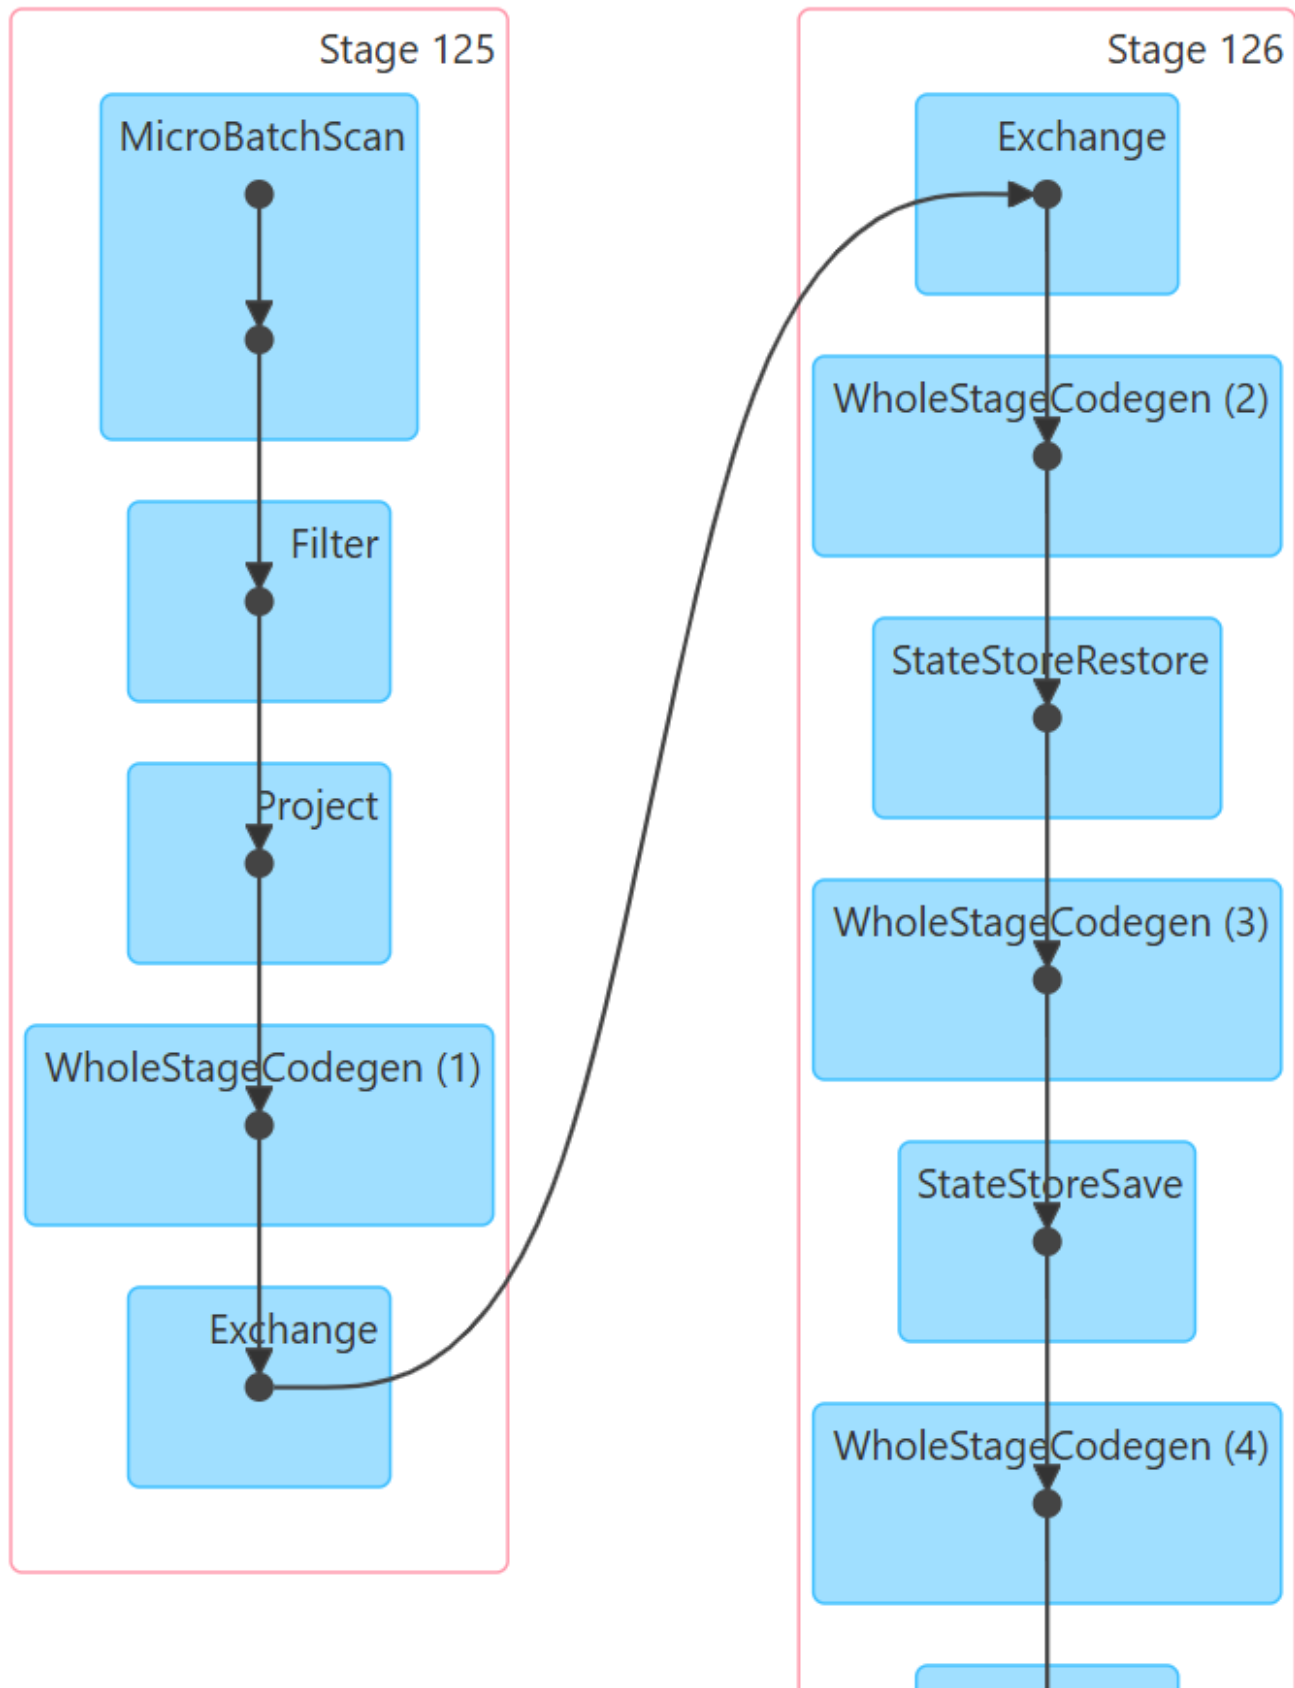 Stage 125
MicroBatchScan
Filter
Project
WholeStageCodegen (1)
Exchange
Stage 126
Exchange
WholeStageCodegen (2)
StateStoreRestore
WholeStageCodegen (3)
StateStoreSave
WholeStageCodegen (4)